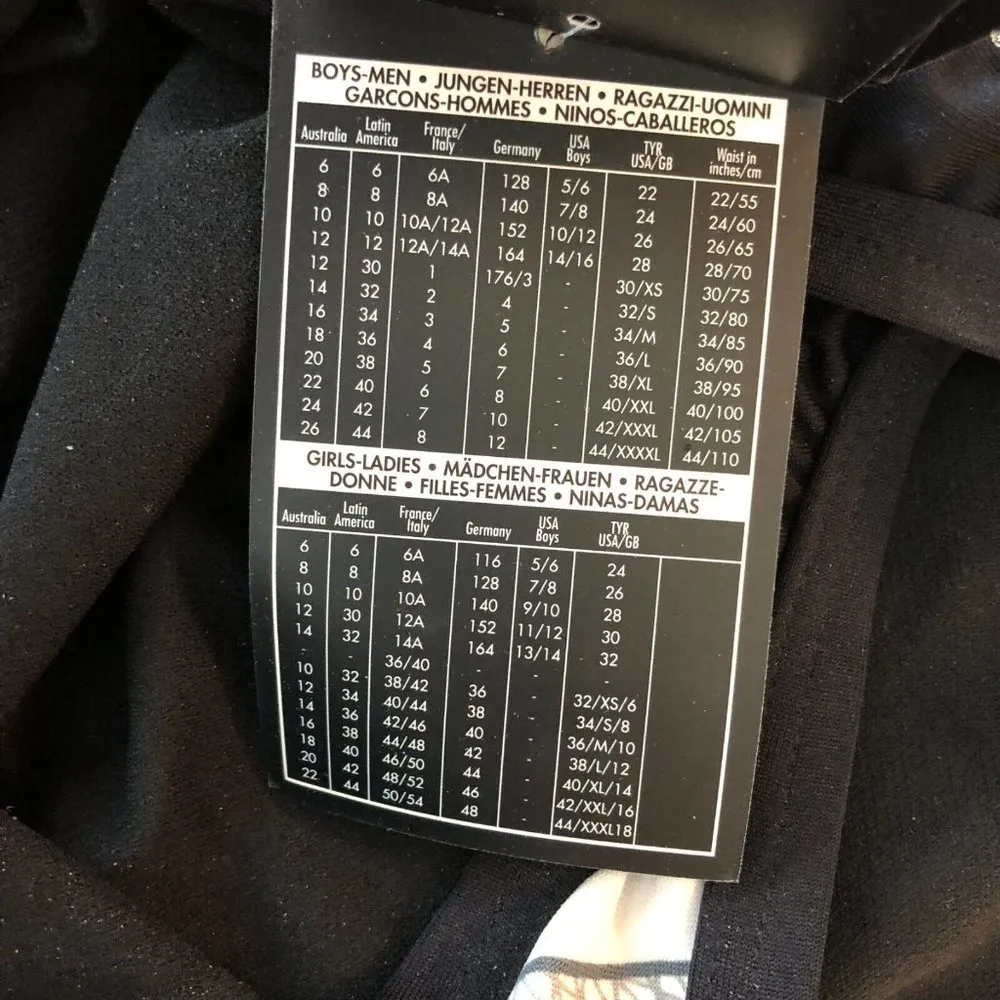 BOYS-MEN • JUNGEN-HERREN • RAGAZZI-UOMINI
GARCONS-HOMMES • NINOS-CABALLEROS
Australia Latin America France/Italy Germany USA Boys TYR USA/GB Waist in inches/cm
6 6 6A 128 5/6 22 22/55
8 8 8A 140 7/8 24 24/60
10 10 10A/12A 152 10/12 26 26/65
12 12 12A/14A 164 14/16 28 28/70
12 30 1 176/3 - 30/XS 30/75
14 32 2 4 - 32/S 32/80
16 34 3 5 - 34/M 34/85
18 36 4 6 - 36/L 36/90
20 38 5 7 - 38/XL 38/95
22 40 6 8 - 40/XXL 40/100
24 42 7 10 - 42/XXXL 42/105
26 44 8 12 - 44/XXXXL 44/110
GIRLS-LADIES • MÄDCHEN-FRAUEN • RAGAZZE-
DONNE • FILLES-FEMMES • NINAS-DAMAS
Australia Latin America France/Italy Germany USA Boys TYR USA/GB
6 6 6A 116 5/6 24
8 8 8A 128 7/8 26
10 10 10A 140 9/10 28
12 30 12A 152 11/12 30
14 32 14A 164 13/14 32
- - 36/40 - - -
10 32 38/42 36 - 32/XS/6
12 34 40/44 38 - 34/S/8
14 36 42/46 40 - 36/M/10
16 38 44/48 42 - 38/L/12
18 40 46/50 44 - 40/XL/14
20 42 48/52 46 - 42/XXL/16
22 44 50/54 48 - 44/XXXL18